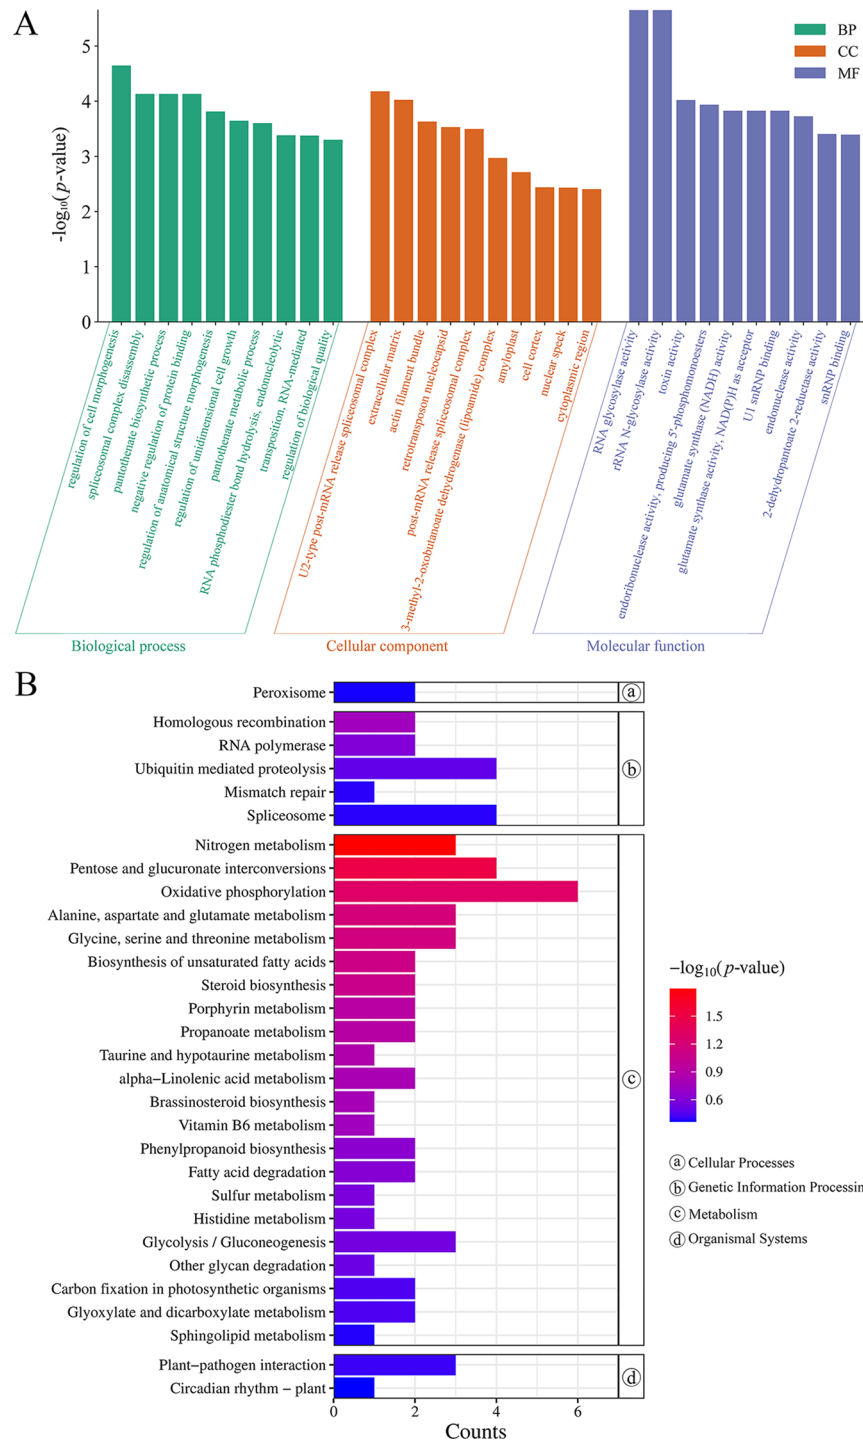 A
BP
CC
MF
-log10(p-value)
5
4
3
2
1
0
regulation of cell morphogenesis
spliceosomal complex disassembly
pantothenate biosynthetic process
negative regulation of protein binding
regulation of anatomical structure morphogenesis
regulation of unidimensional cell growth
pantothenate metabolic process
RNA phosphodiester bond hydrolysis, endonucleolytic
transposition, RNA-mediated
regulation of biological quality
U2-type post-mRNA release spliceosomal complex
extracellular matrix
actin filament bundle
retrotransposon nucleocapsid
post-mRNA release spliceosomal complex
3-methyl-2-oxobutanoate dehydrogenase (lipoamide) complex
amyloplast
cell cortex
nuclear speck
cytoplasmic region
RNA glycosylase activity
rRNA N-glycosylase activity
toxin activity
endoribonuclease activity, producing 5'-phosphomonoesters
glutamate synthase (NADH) activity
glutamate synthase activity, NAD(P)H as acceptor
U1 snRNP binding
endonuclease activity
2-dehydropantoate 2-reductase activity
snRNP binding
Biological process
Cellular component
Molecular function
B
Peroxisome
a
Homologous recombination
RNA polymerase
Ubiquitin mediated proteolysis
b
Mismatch repair
Spliceosome
Nitrogen metabolism
Pentose and glucuronate interconversions
Oxidative phosphorylation
Alanine, aspartate and glutamate metabolism
Glycine, serine and threonine metabolism
Biosynthesis of unsaturated fatty acids
Steroid biosynthesis
Porphyrin metabolism
Propanoate metabolism
Taurine and hypotaurine metabolism
alpha−Linolenic acid metabolism
c
Brassinosteroid biosynthesis
Vitamin B6 metabolism
Phenylpropanoid biosynthesis
Fatty acid degradation
Sulfur metabolism
Histidine metabolism
Glycolysis / Gluconeogenesis
Other glycan degradation
Carbon fixation in photosynthetic organisms
Glyoxylate and dicarboxylate metabolism
Sphingolipid metabolism
Plant−pathogen interaction
d
Circadian rhythm − plant
0 2 4 6
Counts
−log10(p-value)
1.5
1.2
0.9
0.6
a Cellular Processes
b Genetic Information Processin
c Metabolism
d Organismal Systems